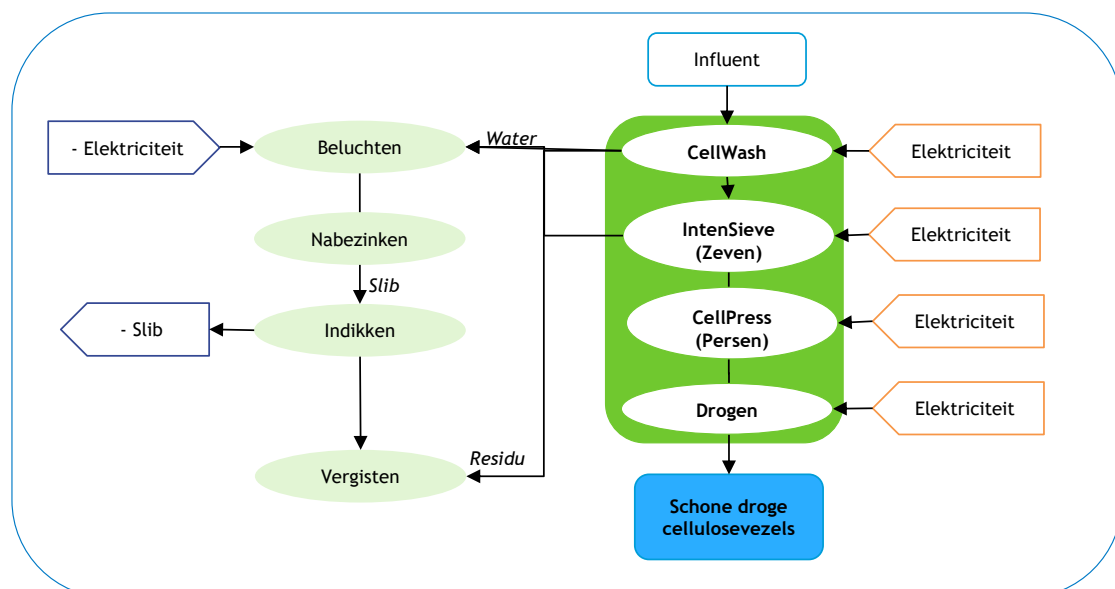 Influent
- Elektriciteit
Beluchten
Water
CellWash
Elektriciteit
Nabezinken
IntenSieve
(Zeven)
Elektriciteit
Slib
- Slib
Indikken
CellPress
(Persen)
Elektriciteit
Drogen
Elektriciteit
Residu
Vergisten
Schone droge
cellulosevezels